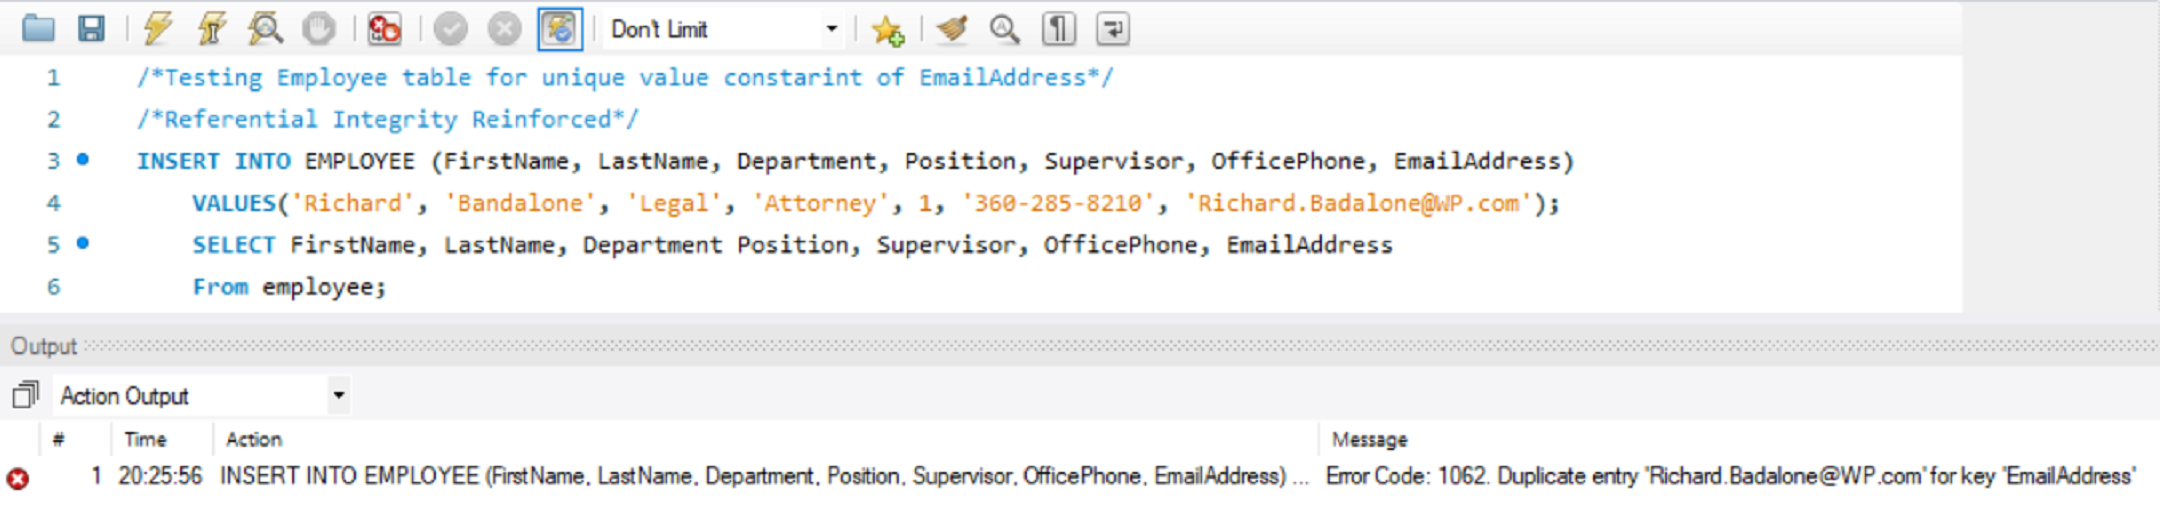 Don't Limit
1 /*Testing Employee table for unique value constarint of EmailAddress*/
2 /*Referential Integrity Reinforced*/
3 INSERT INTO EMPLOYEE (FirstName, LastName, Department, Position, Supervisor, OfficePhone, EmailAddress)
4 VALUES('Richard', 'Bandalone', 'Legal', 'Attorney', 1, '360-285-8210', 'Richard.Badalone@WP.com');
5 SELECT FirstName, LastName, Department Position, Supervisor, OfficePhone, EmailAddress
6 From employee;
Output
Action Output
# Time Action Message
1 20:25:56 INSERT INTO EMPLOYEE (FirstName, LastName, Department, Position, Supervisor, OfficePhone, EmailAddress) ... Error Code: 1062. Duplicate entry 'Richard.Badalone@WP.com' for key 'EmailAddress'